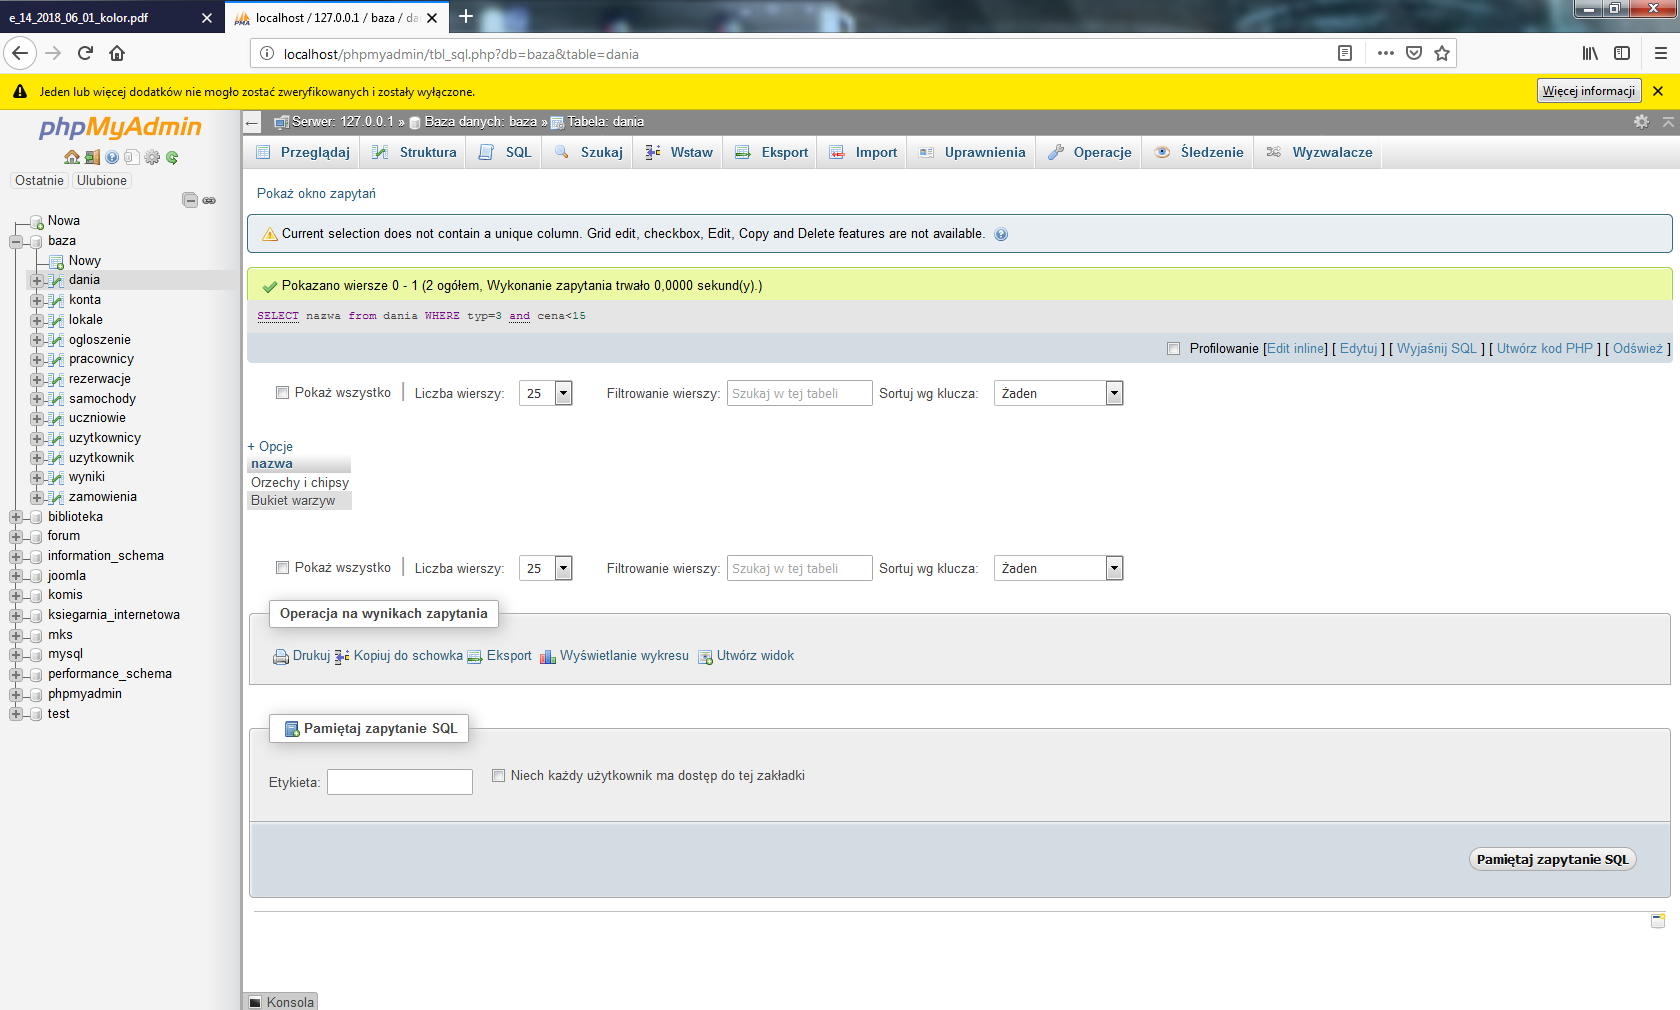 e_14_2018_06_01_kolor.pdf
localhost / 127.0.0.1 / baza / da
localhost/phpmyadmin/tbl_sql.php?db=baza&table=dania
Jeden lub więcej dodatków nie mogło zostać zweryfikowanych i zostały wyłączone.
Więcej informacji
phpMyAdmin
Ostatnie Ulubione
Nowa
baza
Nowy
dania
konta
lokale
ogloszenie
pracownicy
rezerwacje
samochody
uczniowie
uzytkownicy
uzytkownik
wyniki
zamowienia
biblioteka
forum
information_schema
joomla
komis
ksiegarnia_internetowa
mks
mysql
performance_schema
phpmyadmin
test
Serwer: 127.0.0.1 » Baza danych: baza » Tabela: dania
Przeglądaj Struktura SQL Szukaj Wstaw Eksport Import Uprawnienia Operacje Śledzenie Wyzwalacze
Pokaż okno zapytań
Current selection does not contain a unique column. Grid edit, checkbox, Edit, Copy and Delete features are not available.
Pokazano wiersze 0 - 1 (2 ogółem, Wykonanie zapytania trwało 0,0000 sekund(y).)
SELECT nazwa from dania WHERE typ=3 and cena<15
Profilowanie [Edit inline] [ Edytuj ] [ Wyjaśnij SQL ] [ Utwórz kod PHP ] [ Odśwież ]
Pokaż wszystko | Liczba wierszy: 25 Filtrowanie wierszy: Szukaj w tej tabeli Sortuj wg klucza: Żaden
+ Opcje
nazwa
Orzechy i chipsy
Bukiet warzyw
Pokaż wszystko | Liczba wierszy: 25 Filtrowanie wierszy: Szukaj w tej tabeli Sortuj wg klucza: Żaden
Operacja na wynikach zapytania
Drukuj Kopiuj do schowka Eksport Wyświetlanie wykresu Utwórz widok
Pamiętaj zapytanie SQL
Etykieta: Niech każdy użytkownik ma dostęp do tej zakładki
Pamiętaj zapytanie SQL
Konsola